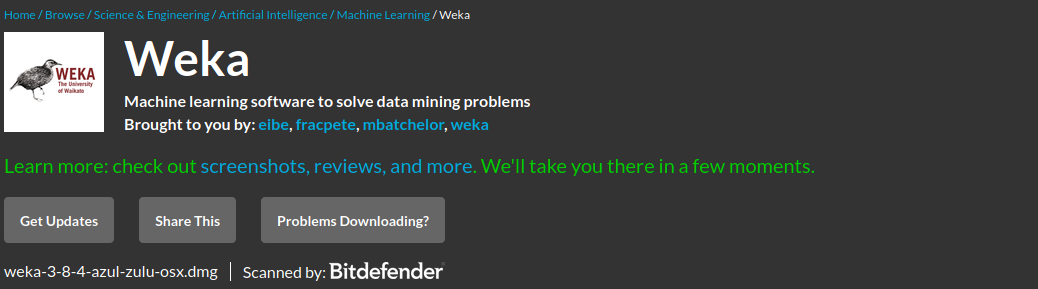 Home / Browse / Science & Engineering / Artificial Intelligence / Machine Learning / Weka
WEKA
The University
of Waikato
Weka
Machine learning software to solve data mining problems
Brought to you by: eibe, fracpete, mbatchelor, weka
Learn more: check out screenshots, reviews, and more. We'll take you there in a few moments.
Get Updates
Share This
Problems Downloading?
weka-3-8-4-azul-zulu-osx.dmg | Scanned by: Bitdefender